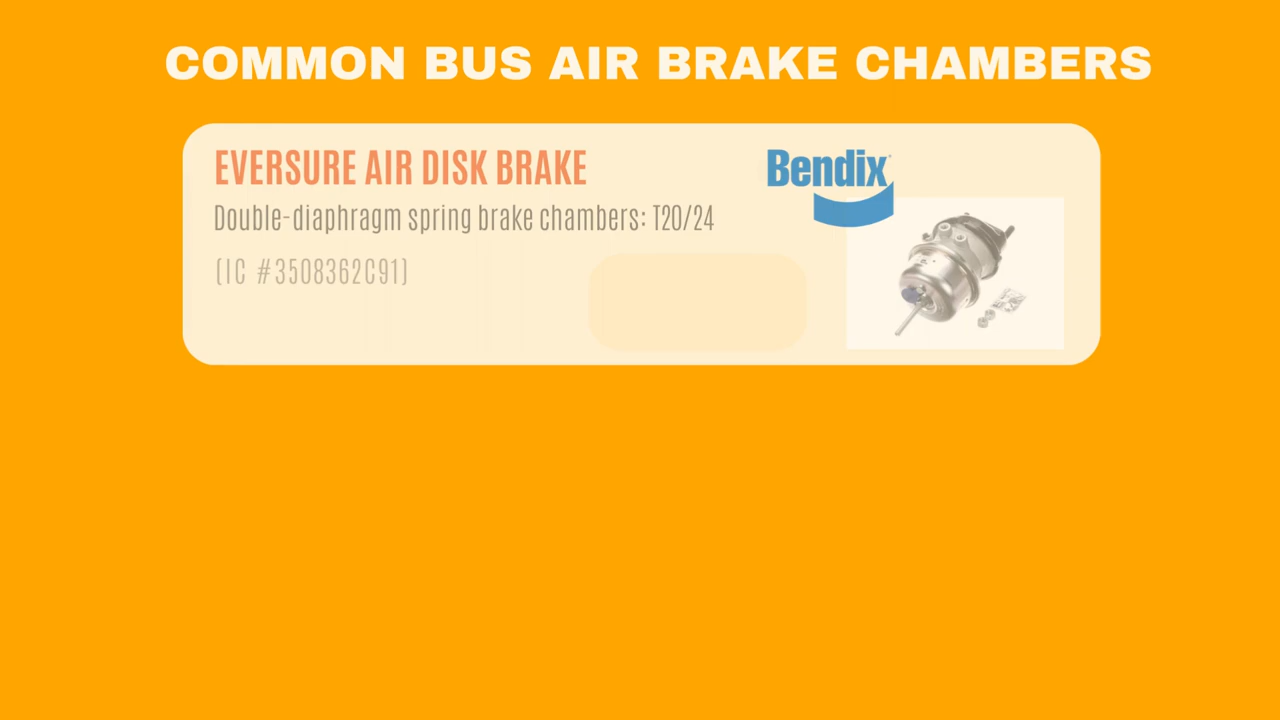 COMMON BUS AIR BRAKE CHAMBERS
EVERSURE AIR DISK BRAKE
Bendix
Double-diaphragm spring brake chambers: T20/24
(IC #3508362C91)